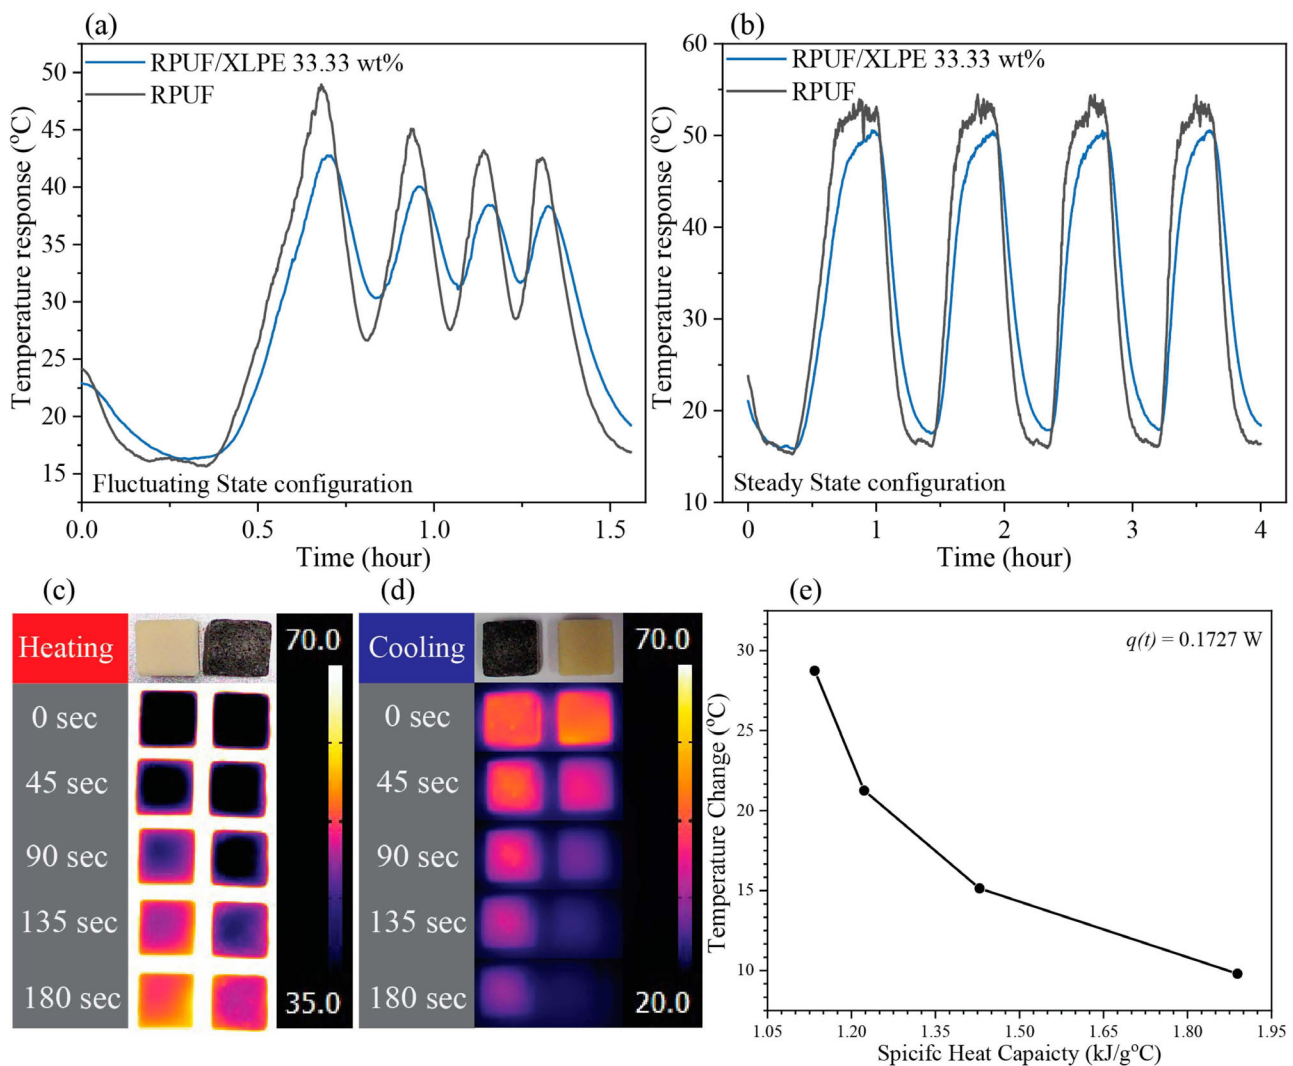 (a)
RPUF/XLPE 33.33 wt%
RPUF
50
45
40
35
30
25
20
15
Temperature response (°C)
Fluctuating State configuration
0.0 0.5 1.0 1.5
Time (hour)
(b)
RPUF/XLPE 33.33 wt%
RPUF
60
50
40
30
20
10
Temperature response (°C)
Steady State configuration
0 1 2 3 4
Time (hour)
(c)
Heating
70.0
0 sec
45 sec
90 sec
135 sec
180 sec
35.0
(d)
Cooling
70.0
0 sec
45 sec
90 sec
135 sec
180 sec
20.0
(e)
q(t) = 0.1727 W
30
25
20
15
10
Temperature Change (°C)
1.05 1.20 1.35 1.50 1.65 1.80 1.95
Spicifc Heat Capaicty (kJ/g°C)